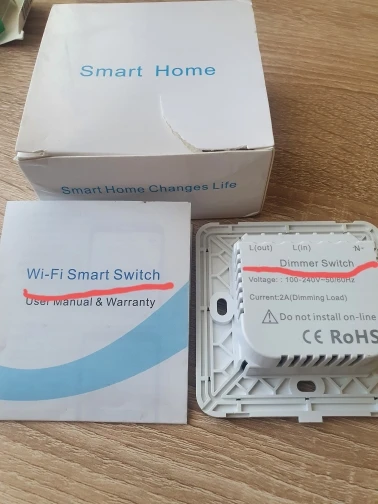 Smart Home
Smart Home Changes Life
Wi-Fi Smart Switch
User Manual & Warranty
L(out) L(in) N
Dimmer Switch
Voltage: 100-240V~50/60Hz
Current:2A(Dimming Load)
Do not install on-line
CE RoHS